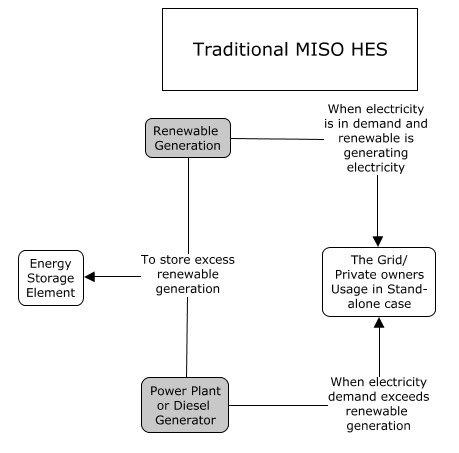 Traditional MISO HES
When electricity
is in demand and
renewable is
generating
electricity
Renewable
Generation
To store excess
renewable
generation
Energy
Storage
Element
The Grid/
Private owners
Usage in Stand-
alone case
Power Plant
or Diesel
Generator
When electricity
demand exceeds
renewable
generation